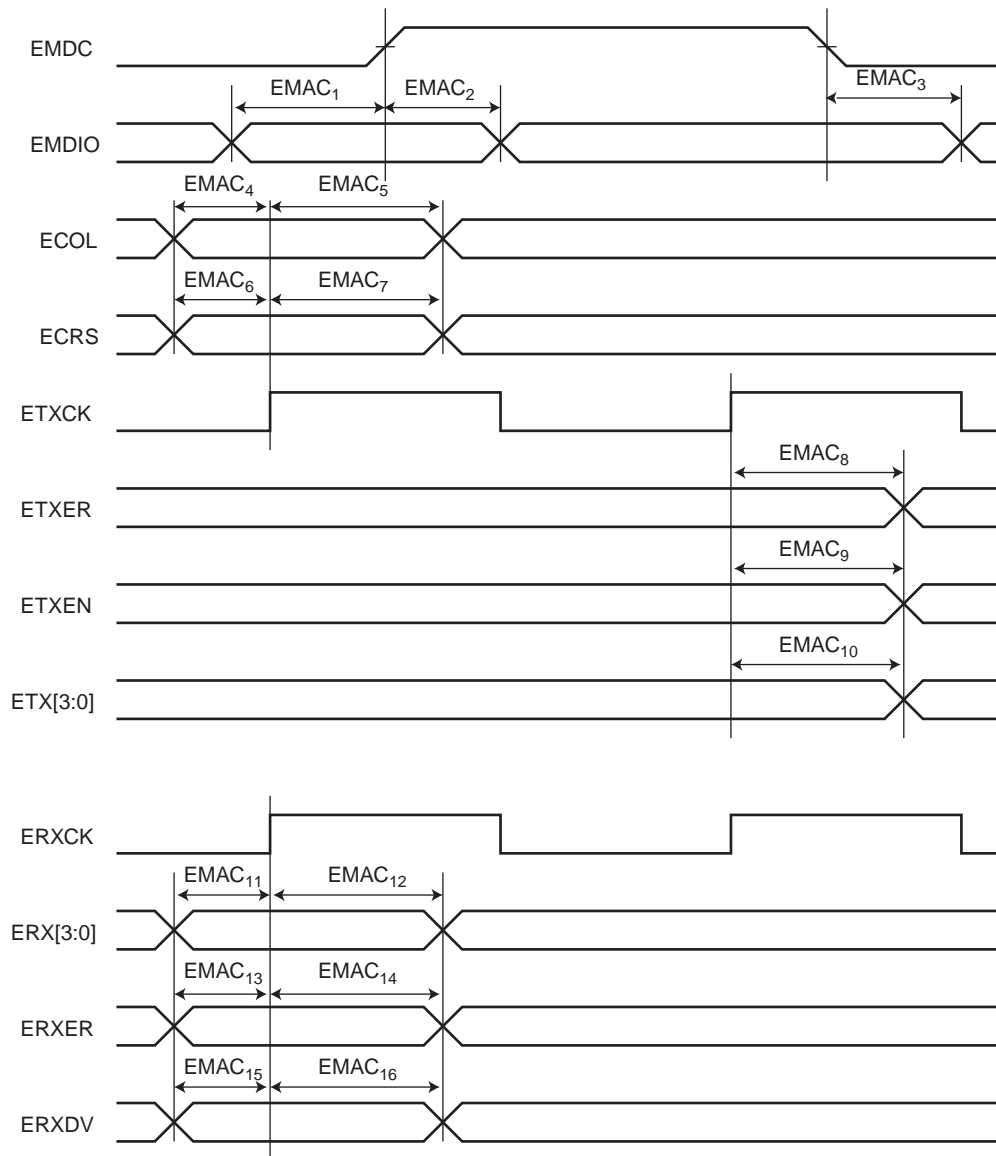 EMDC
EMAC1 EMAC2 EMAC3
EMDIO
EMAC4 EMAC5
ECOL
EMAC6 EMAC7
ECRS
ETXCK
EMAC8
ETXER
EMAC9
ETXEN
EMAC10
ETX[3:0]
ERXCK
EMAC11 EMAC12
ERX[3:0]
EMAC13 EMAC14
ERXER
EMAC15 EMAC16
ERXDV